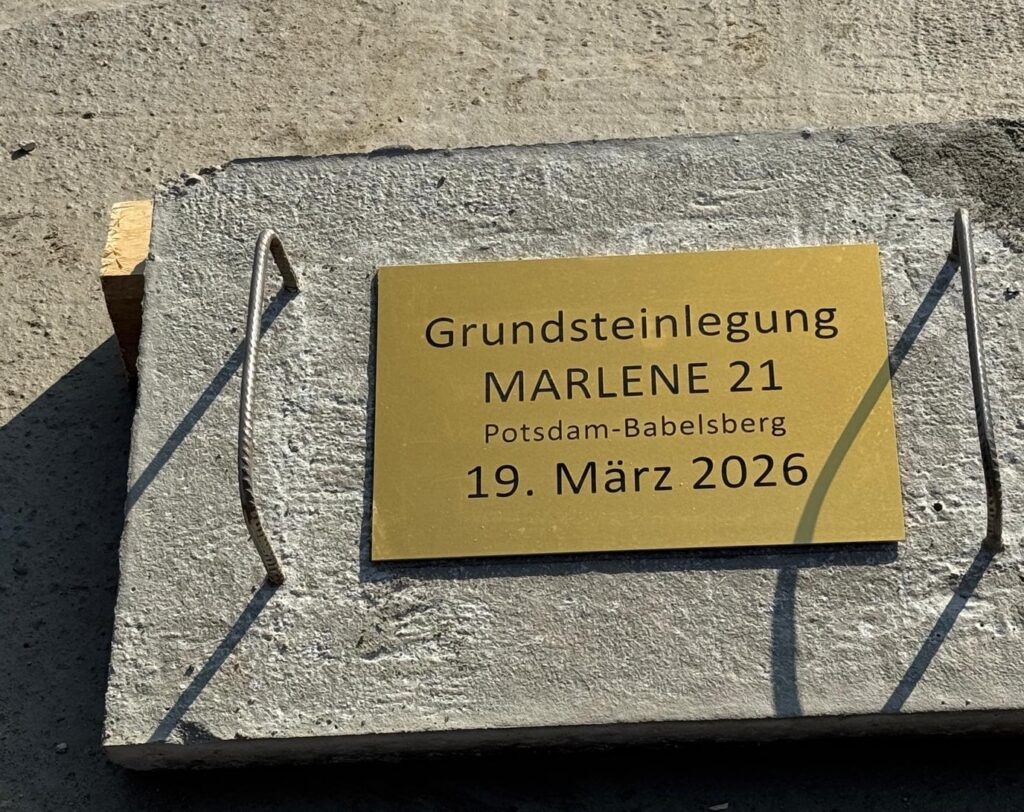 Grundsteinlegung
MARLENE 21
Potsdam-Babelsberg
19. März 2026